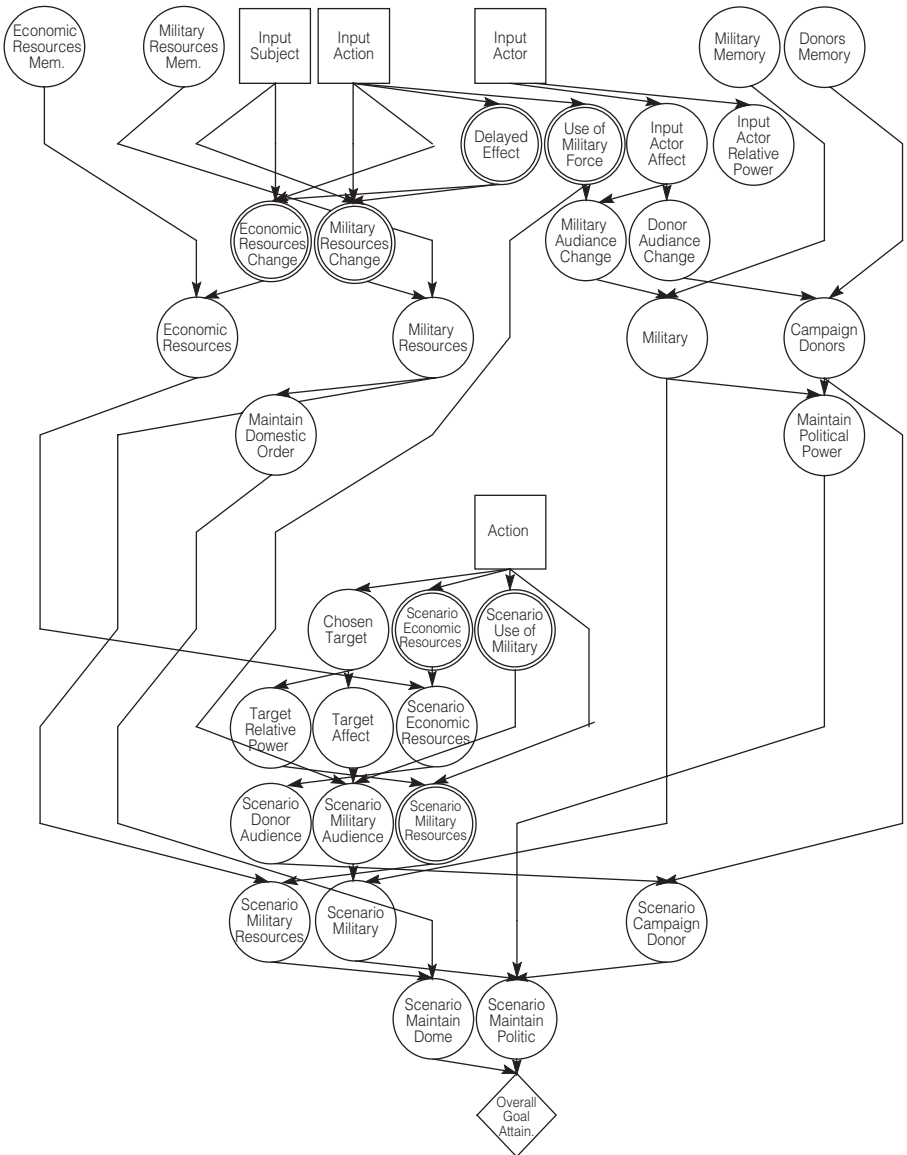 Economic
Resources
Mem.
Military
Resources
Mem.
Input
Subject
Input
Action
Input
Actor
Military
Memory
Donors
Memory
Delayed
Effect
Use of
Military
Force
Input
Actor
Affect
Input
Actor
Relative
Power
Economic
Resources
Change
Military
Resources
Change
Military
Audiance
Change
Donor
Audiance
Change
Economic
Resources
Military
Resources
Military
Campaign
Donors
Maintain
Domestic
Order
Maintain
Political
Power
Action
Chosen
Target
Scenario
Economic
Resources
Scenario
Use of
Military
Target
Relative
Power
Target
Affect
Scenario
Economic
Resources
Scenario
Donor
Audience
Scenario
Military
Audience
Scenario
Military
Resources
Scenario
Military
Resources
Scenario
Military
Scenario
Campaign
Donor
Scenario
Maintain
Dome
Scenario
Maintain
Politic
Overall
Goal
Attain.